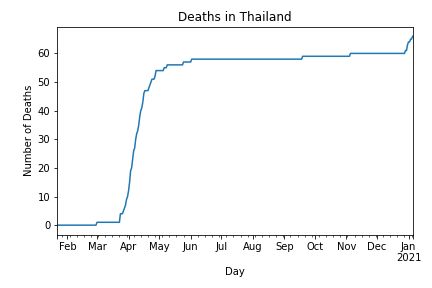 Deaths in Thailand
Number of Deaths
60
50
40
30
20
10
0
Feb Mar Apr May Jun Jul Aug Sep Oct Nov Dec Jan
2021
Day